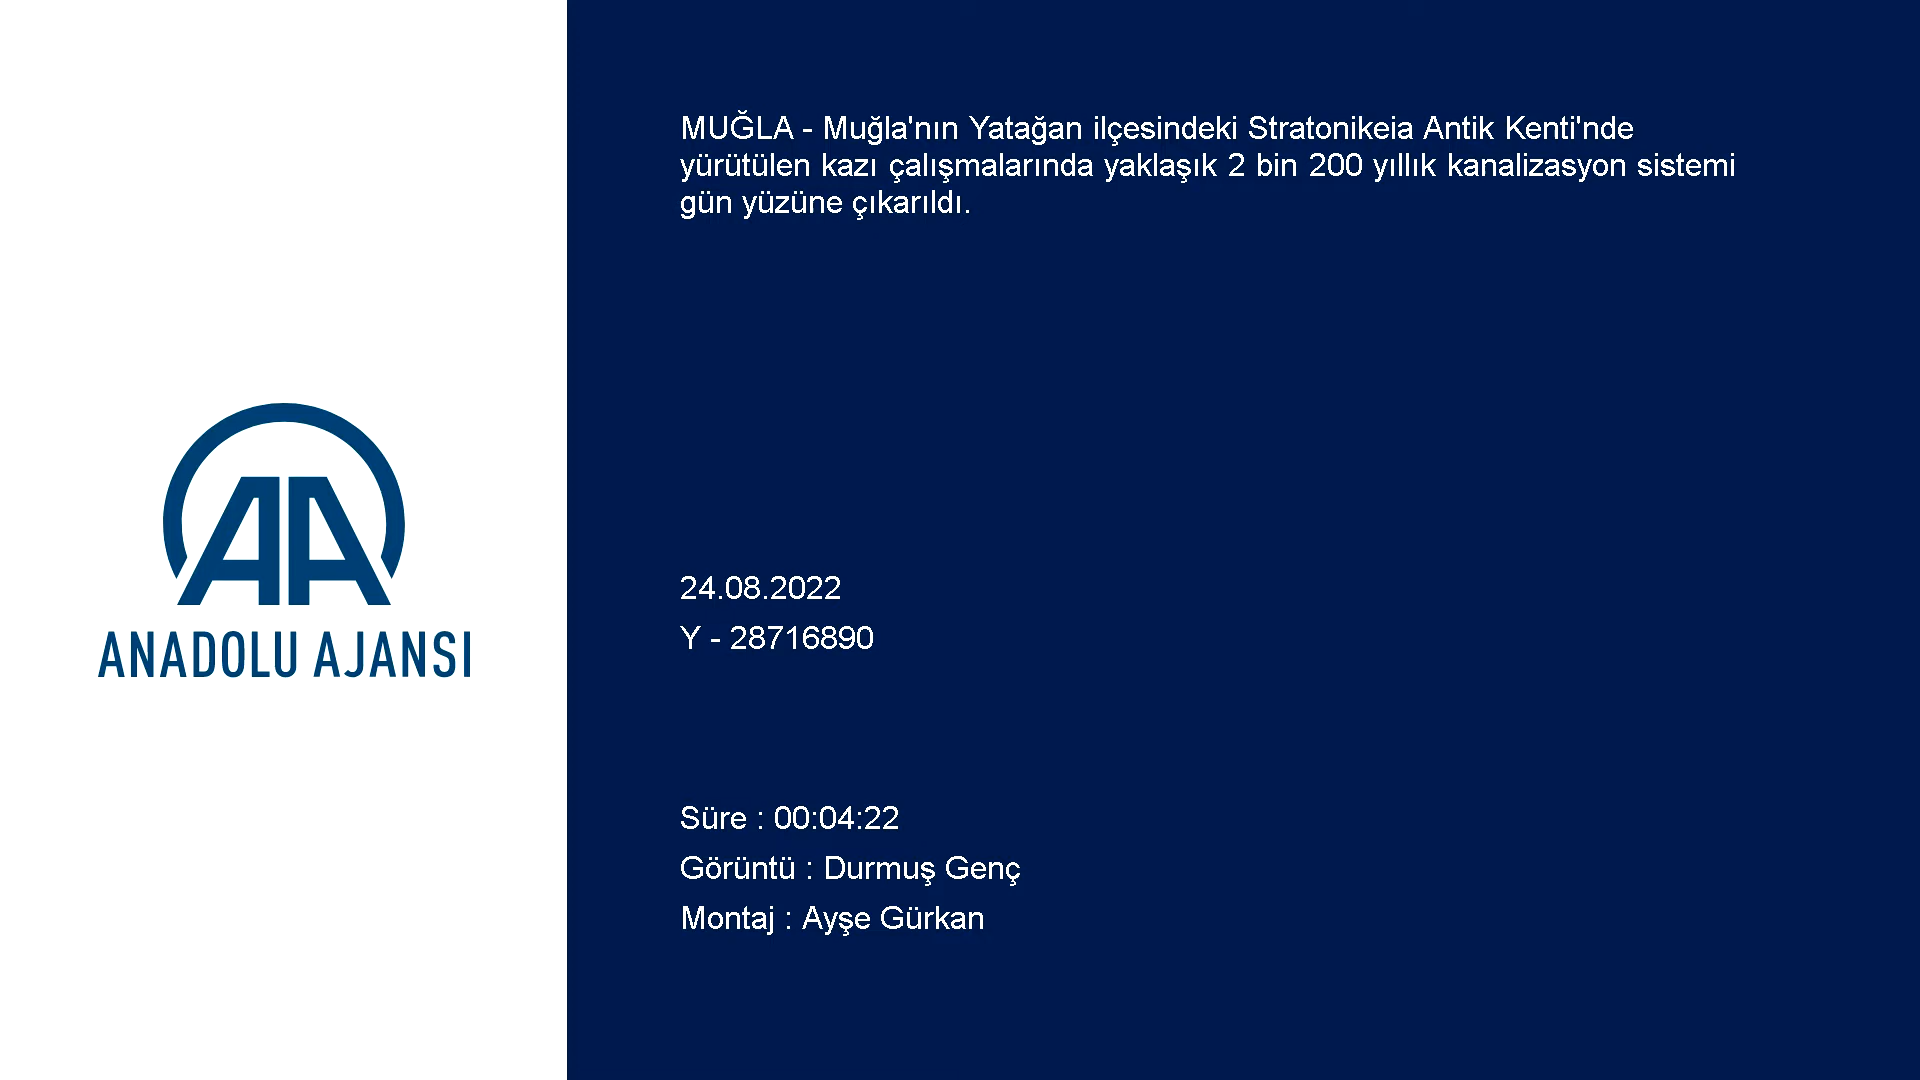 MUĞLA - Muğla'nın Yatağan ilçesindeki Stratonikeia Antik Kenti'nde
yürütülen kazı çalışmalarında yaklaşık 2 bin 200 yıllık kanalizasyon sistemi
gün yüzüne çıkarıldı.
AA
ANADOLU AJANSI
24.08.2022
Y - 28716890
Süre : 00:04:22
Görüntü : Durmuş Genç
Montaj : Ayşe Gürkan